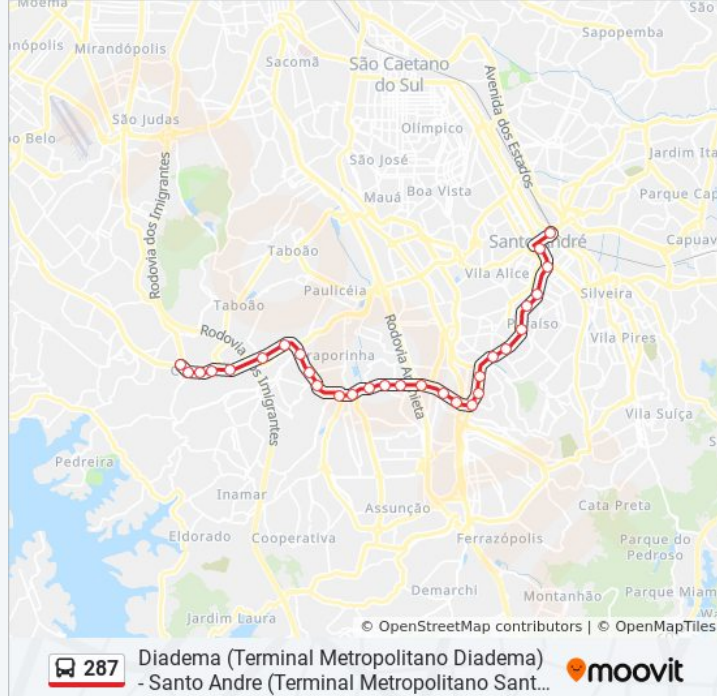 Moema
Sapopemba
nópolis
Mirandópolis
Sacomã
São Caetano
do Sul
Avenida dos Estados
São Judas
Olímpico
o Belo
Jardim Ita
São José
Mauá
Boa Vista
Parque Cap
Rodovia dos Imigrantes
Santo André
Capuav
Taboão
Vila Alice
Paulicéia
Silveira
Taboão
Paraíso
Rodovia dos Imigrantes
raporinha
Rodovia Anchieta
Vila Pires
Vila Suíça
Pedreira
Inamar
Cata Preta
Assunção
Eldorado
Cooperativa
Ferrazópolis
Parque do
Pedroso
Demarchi
Montanhão
Parque Miam
Jardim Laura
© OpenStreetMap contributors | © OpenMapTiles
287
Diadema (Terminal Metropolitano Diadema)
- Santo Andre (Terminal Metropolitano Sant...
moovit